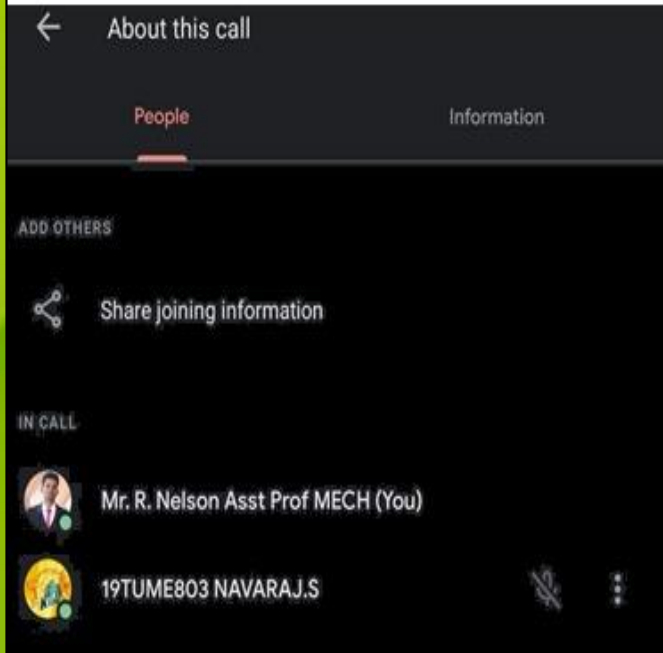 About this call
People Information
ADD OTHERS
Share joining information
IN CALL
Mr. R. Nelson Asst Prof MECH (You)
19TUME803 NAVARAJ.S